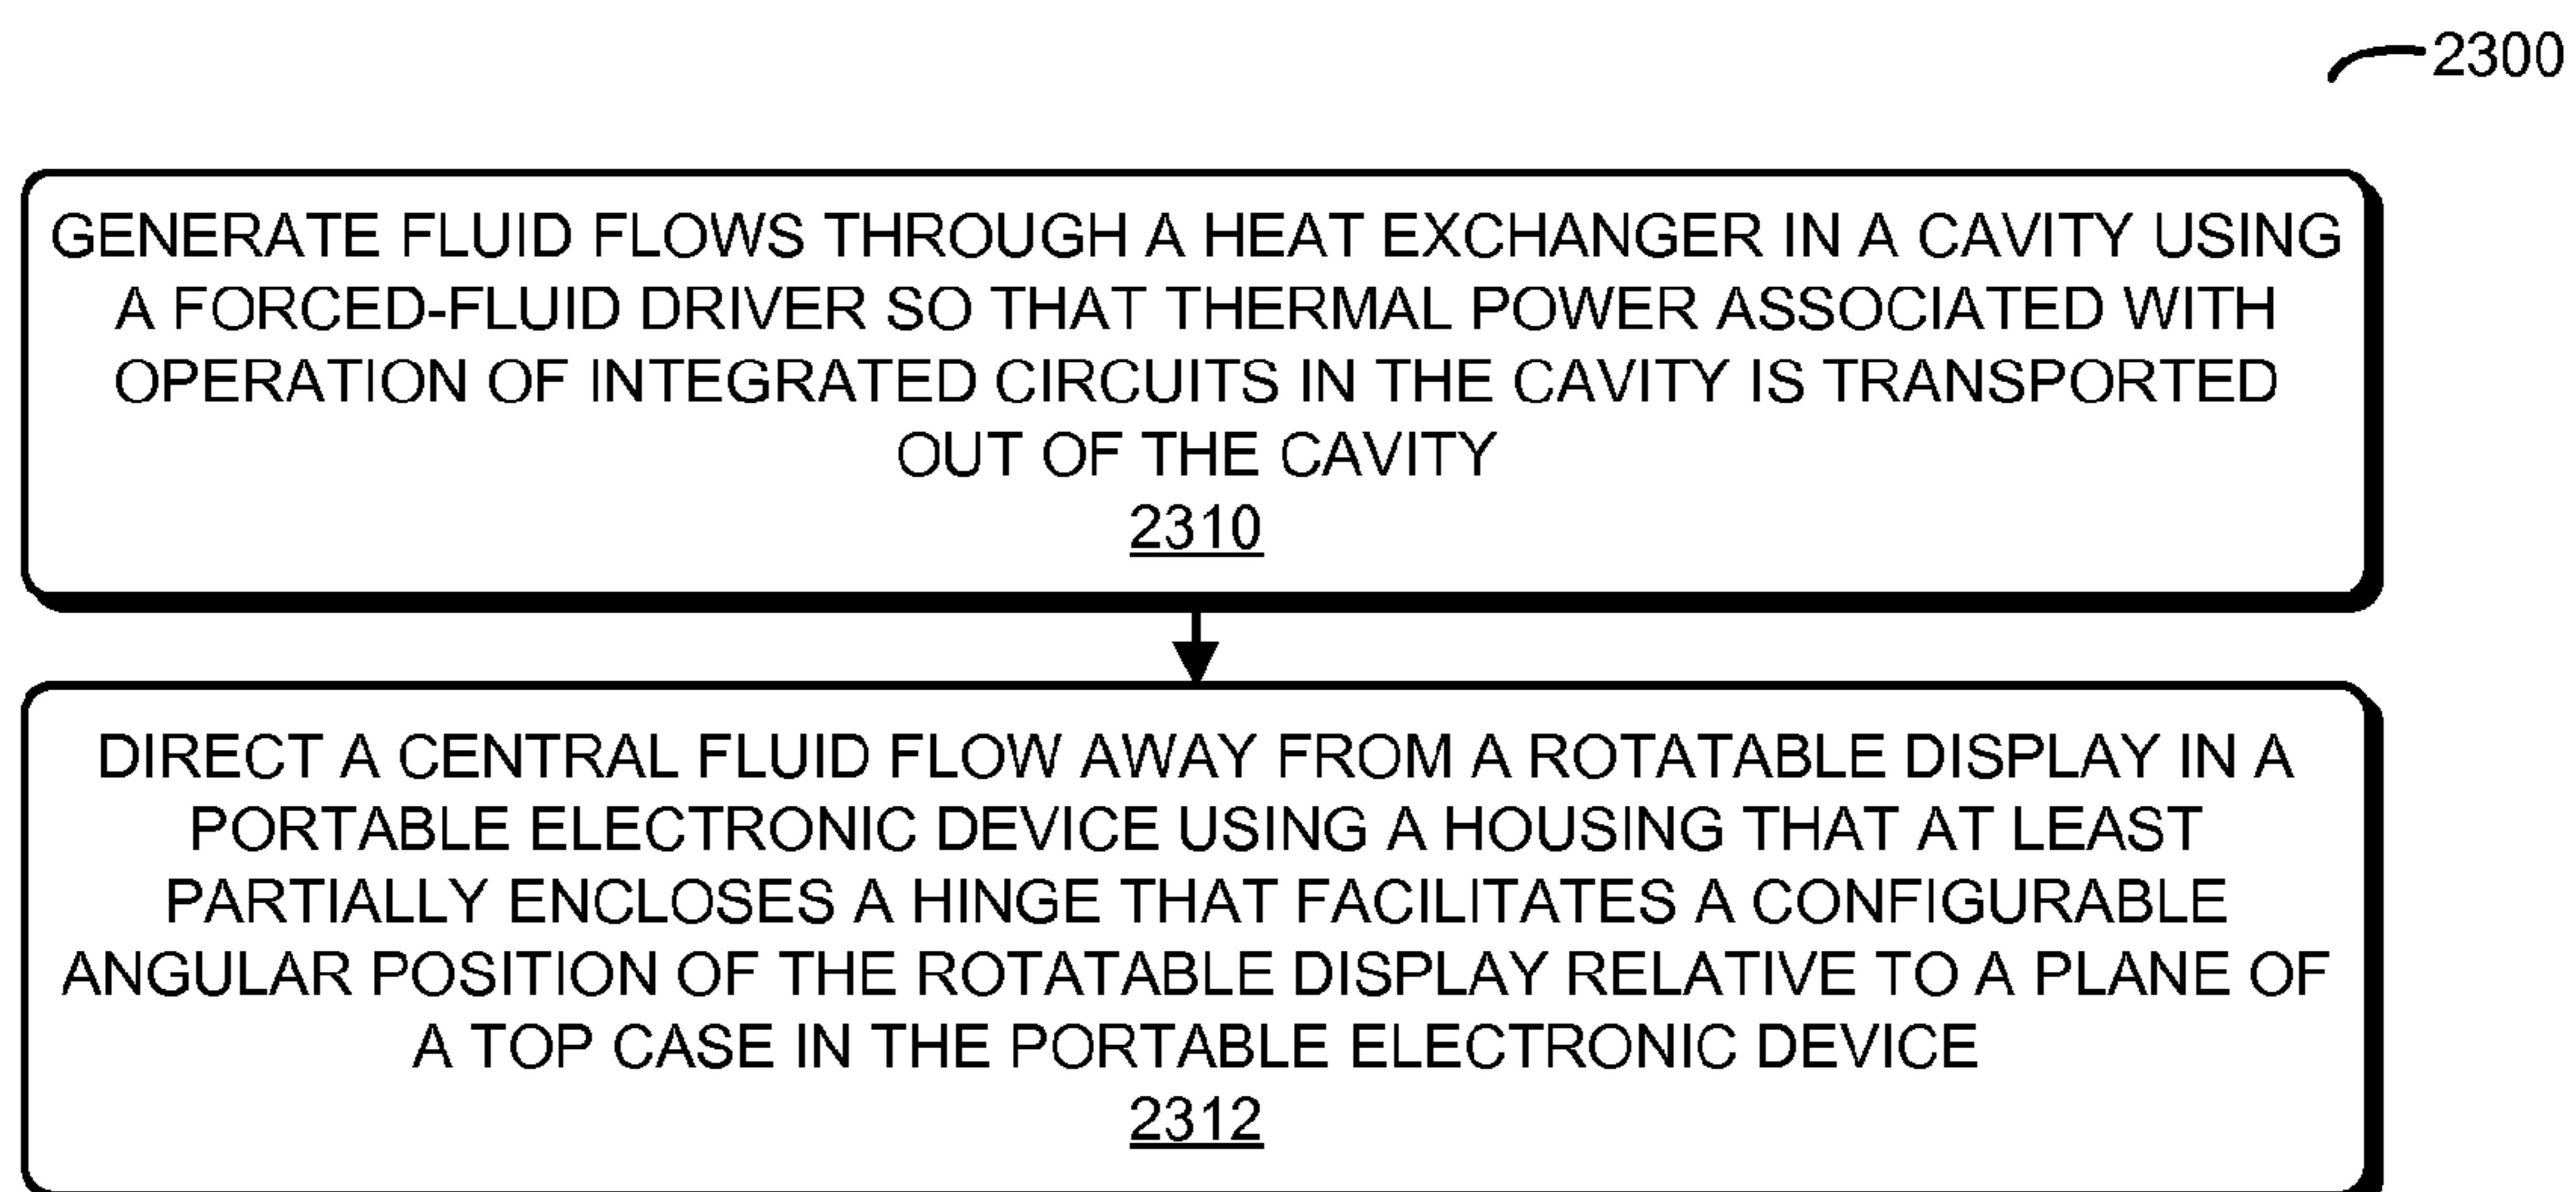 2300
GENERATE FLUID FLOWS THROUGH A HEAT EXCHANGER IN A CAVITY USING
A FORCED-FLUID DRIVER SO THAT THERMAL POWER ASSOCIATED WITH
OPERATION OF INTEGRATED CIRCUITS IN THE CAVITY IS TRANSPORTED
OUT OF THE CAVITY
2310
DIRECT A CENTRAL FLUID FLOW AWAY FROM A ROTATABLE DISPLAY IN A
PORTABLE ELECTRONIC DEVICE USING A HOUSING THAT AT LEAST
PARTIALLY ENCLOSES A HINGE THAT FACILITATES A CONFIGURABLE
ANGULAR POSITION OF THE ROTATABLE DISPLAY RELATIVE TO A PLANE OF
A TOP CASE IN THE PORTABLE ELECTRONIC DEVICE
2312